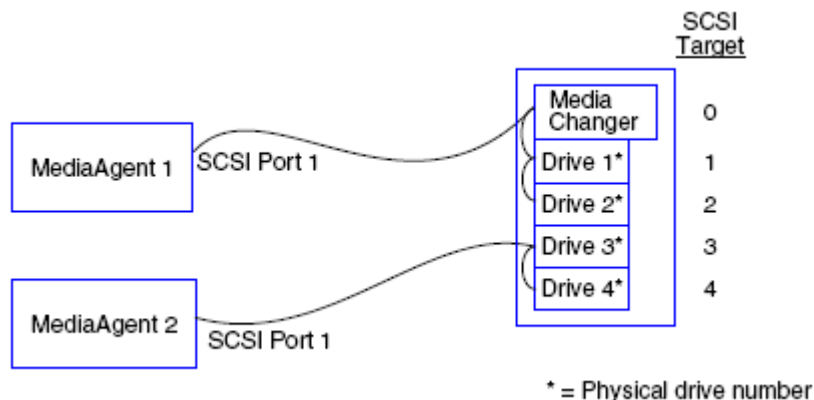 SCSI
Target
Media
Changer
0
MediaAgent 1
SCSI Port 1
Drive 1*
1
Drive 2*
2
Drive 3*
3
Drive 4*
4
MediaAgent 2
SCSI Port 1
* = Physical drive number